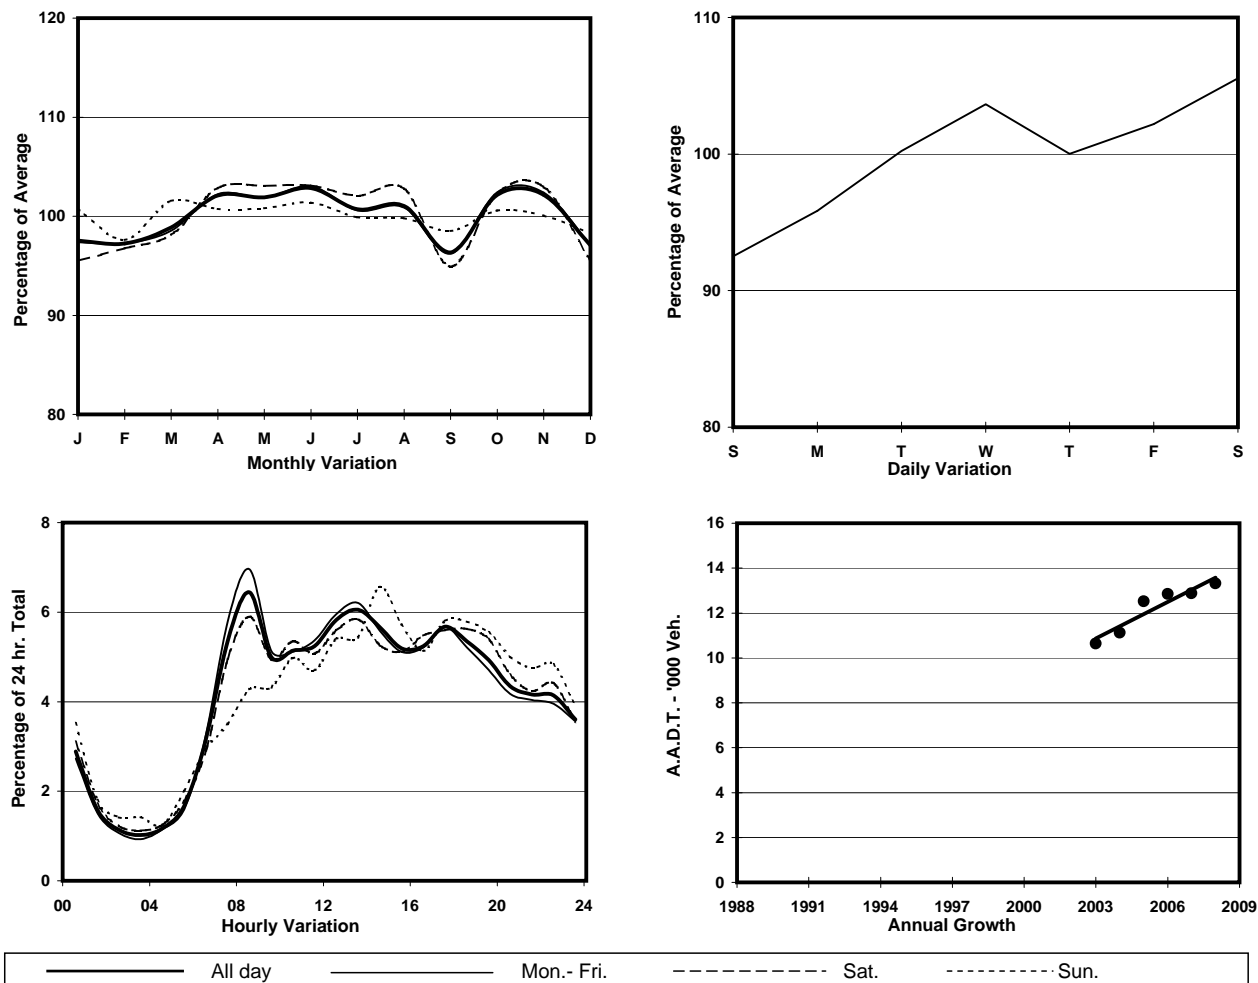 120
110
100
90
80
Percentage of Average
J F M A M J J A S O N D
Monthly Variation
110
100
90
80
Percentage of Average
S M T W T F S
Daily Variation
8
6
4
2
0
Percentage of 24 hr. Total
00 04 08 12 16 20 24
Hourly Variation
16
14
12
10
8
6
4
2
0
A.A.D.T. - '000 Veh.
1988 1991 1994 1997 2000 2003 2006 2009
Annual Growth
All day Mon.- Fri. Sat. Sun.